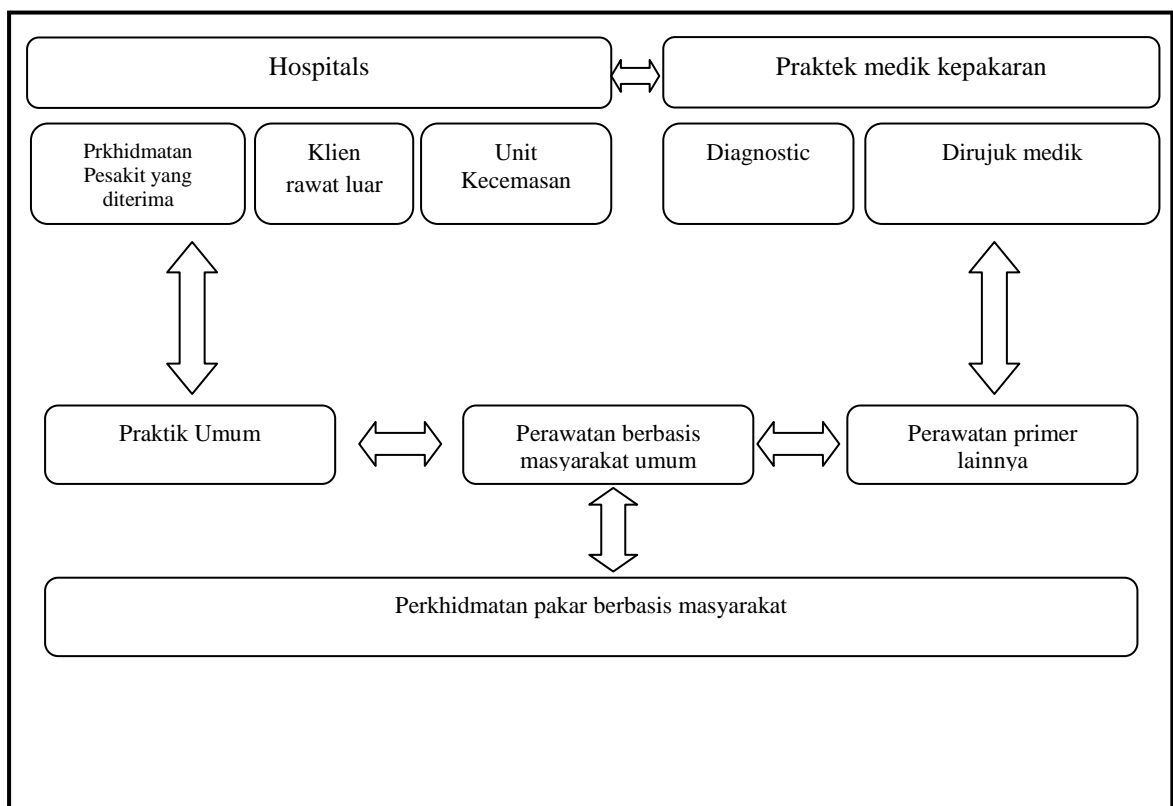 Hospitals
Praktek medik kepakaran
Prkhidmatan
Pesakit yang
diterima
Klien
rawat luar
Unit
Kecemasan
Diagnostic
Dirujuk medik
Praktik Umum
Perawatan berbasis
masyarakat umum
Perawatan primer
lainnya
Perkhidmatan pakar berbasis masyarakat